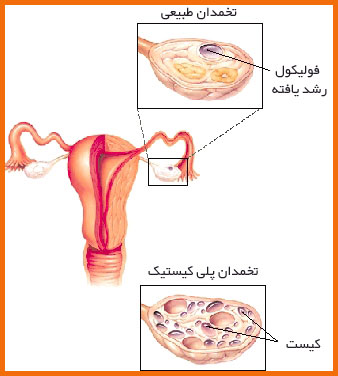 تخمدان طبیعی
فولیکول
رشد یافته
تخمدان پلی کیستیک
کیست